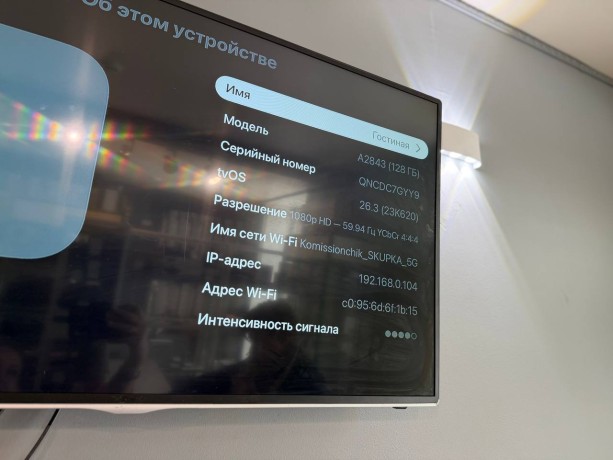 Об этом устройстве
Имя Гостиная
Модель A2843 (128 ГБ)
Серийный номер QNCDC7GYY9
tvOS 26.3 (23K620)
Разрешение 1080p HD — 59.94 Гц YCbCr 4:4:4
Имя сети Wi-Fi Komissionchik_SKUPKA_5G
IP-адрес 192.168.0.104
Адрес Wi-Fi c0:95:6d:6f:1b:15
Интенсивность сигнала